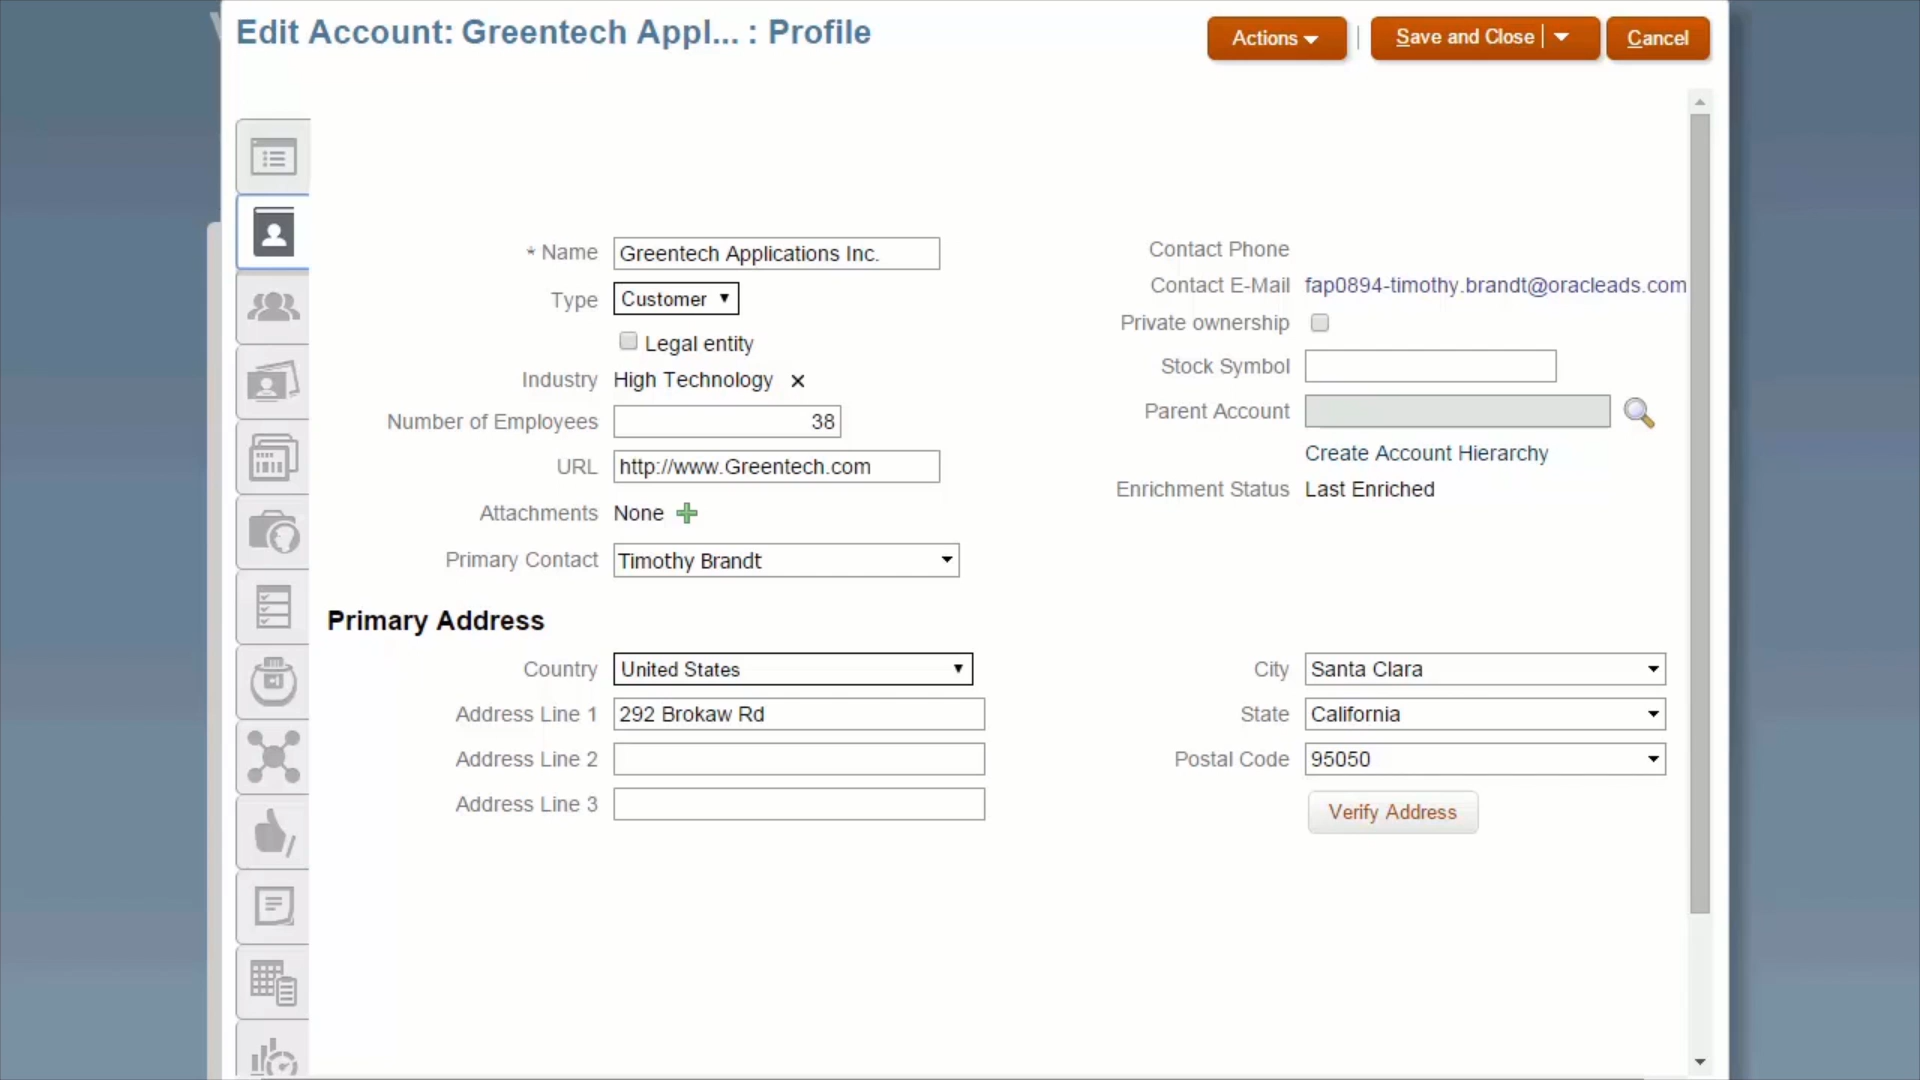 Edit Account: Greentech Appl... : Profile
Actions
Save and Close
Cancel
* Name Greentech Applications Inc.
Type Customer
Legal entity
Industry High Technology
Number of Employees 38
URL http://www.Greentech.com
Attachments None
Primary Contact Timothy Brandt
Contact Phone
Contact E-Mail fap0894-timothy.brandt@oracleads.com
Private ownership
Stock Symbol
Parent Account
Create Account Hierarchy
Enrichment Status Last Enriched
Primary Address
Country United States
Address Line 1 292 Brokaw Rd
Address Line 2
Address Line 3
City Santa Clara
State California
Postal Code 95050
Verify Address